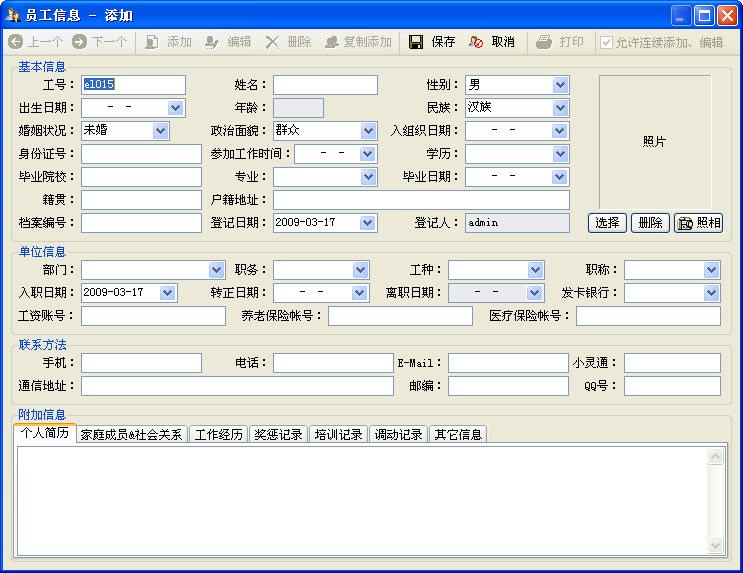 员工信息 - 添加
上一个 下一个 添加 编辑 删除 复制添加 保存 取消 打印 允许连续添加、编辑
基本信息
工号： e1015 姓名： 性别： 男
出生日期： - - 年龄： 民族： 汉族
婚姻状况： 未婚 政治面貌： 群众 入组织日期： - -
照片
身份证号： 参加工作时间： - - 学历：
毕业院校： 专业： 毕业日期： - -
籍贯： 户籍地址：
档案编号： 登记日期： 2009-03-17 登记人： admin 选择 删除 照相
单位信息
部门： 职务： 工种： 职称：
入职日期： 2009-03-17 转正日期： - - 离职日期： - - 发卡银行：
工资账号： 养老保险帐号： 医疗保险帐号：
联系方法
手机： 电话： E-Mail： 小灵通：
通信地址： 邮编： QQ号：
附加信息
个人简历 家庭成员&社会关系 工作经历 奖惩记录 培训记录 调动记录 其它信息